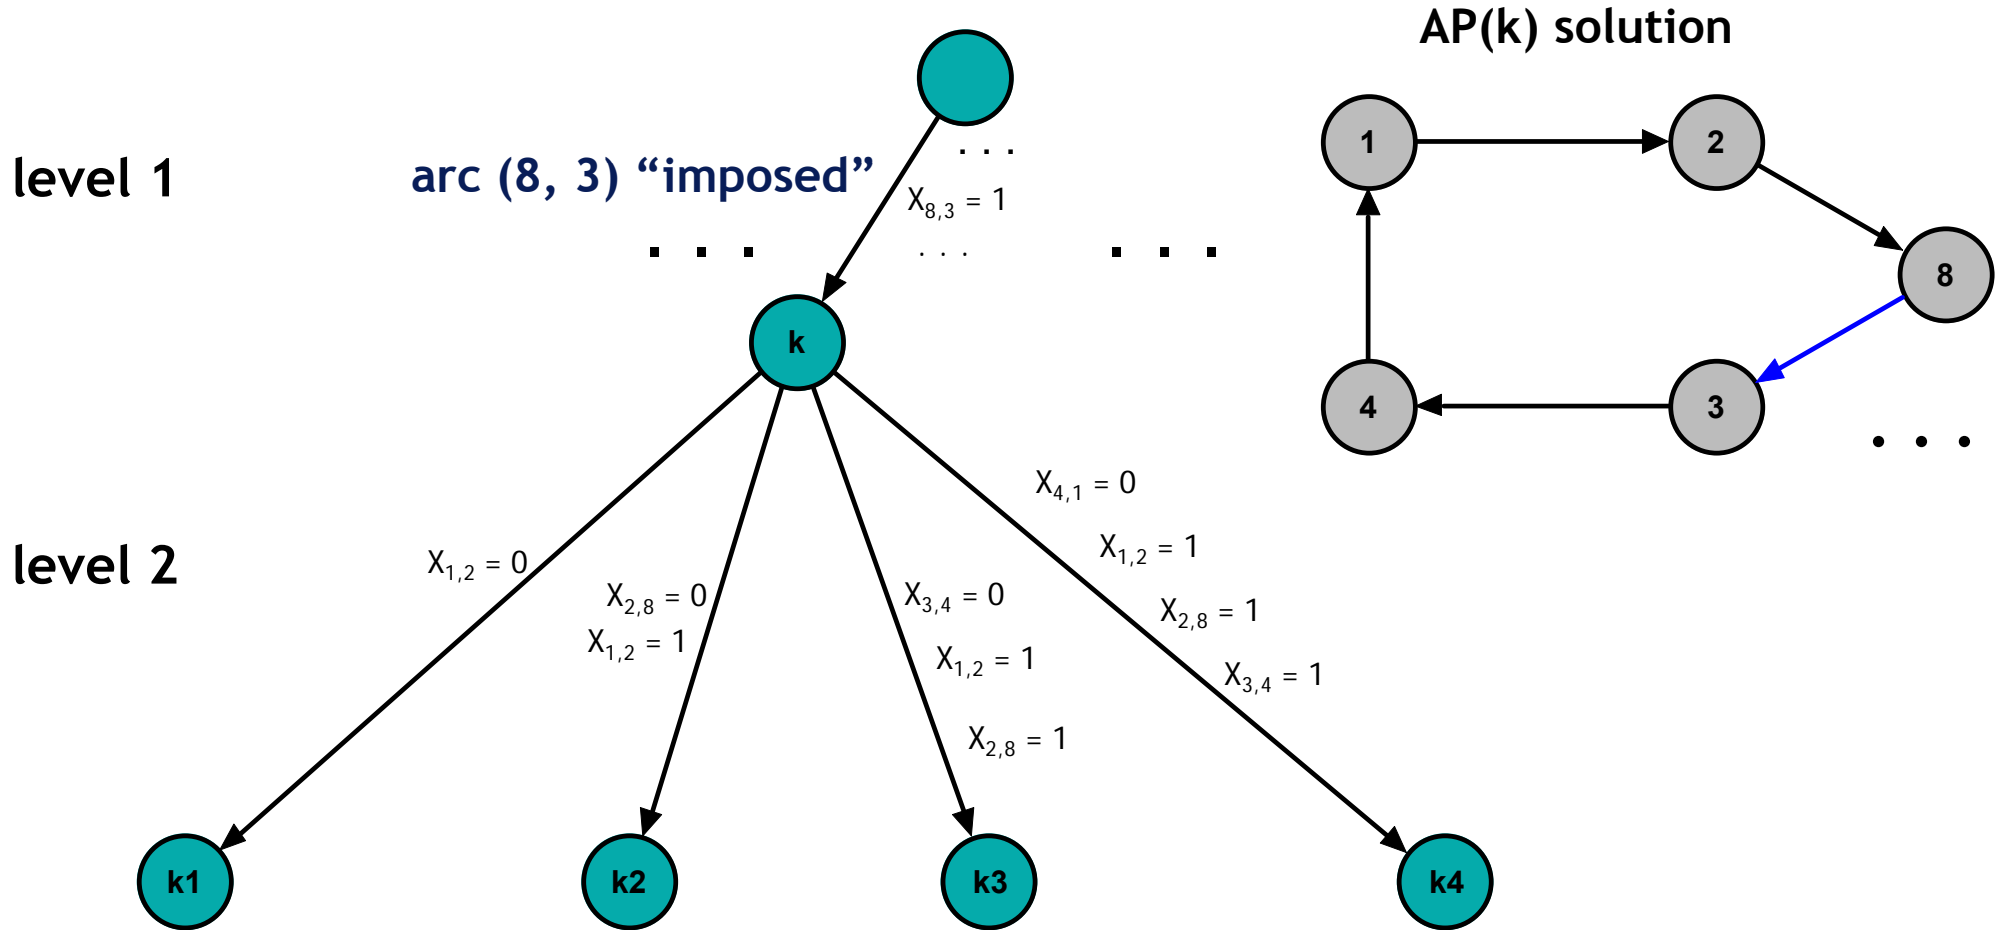 AP(k) solution
1
2
level 1
arc (8, 3) “imposed”
. . .
X8,3 = 1
. . .
. . .
. . .
8
k
4
3
. . .
X4,1 = 0
X1,2 = 1
level 2
X1,2 = 0
X2,8 = 0
X1,2 = 1
X3,4 = 0
X1,2 = 1
X2,8 = 1
X2,8 = 1
X3,4 = 1
k1
k2
k3
k4